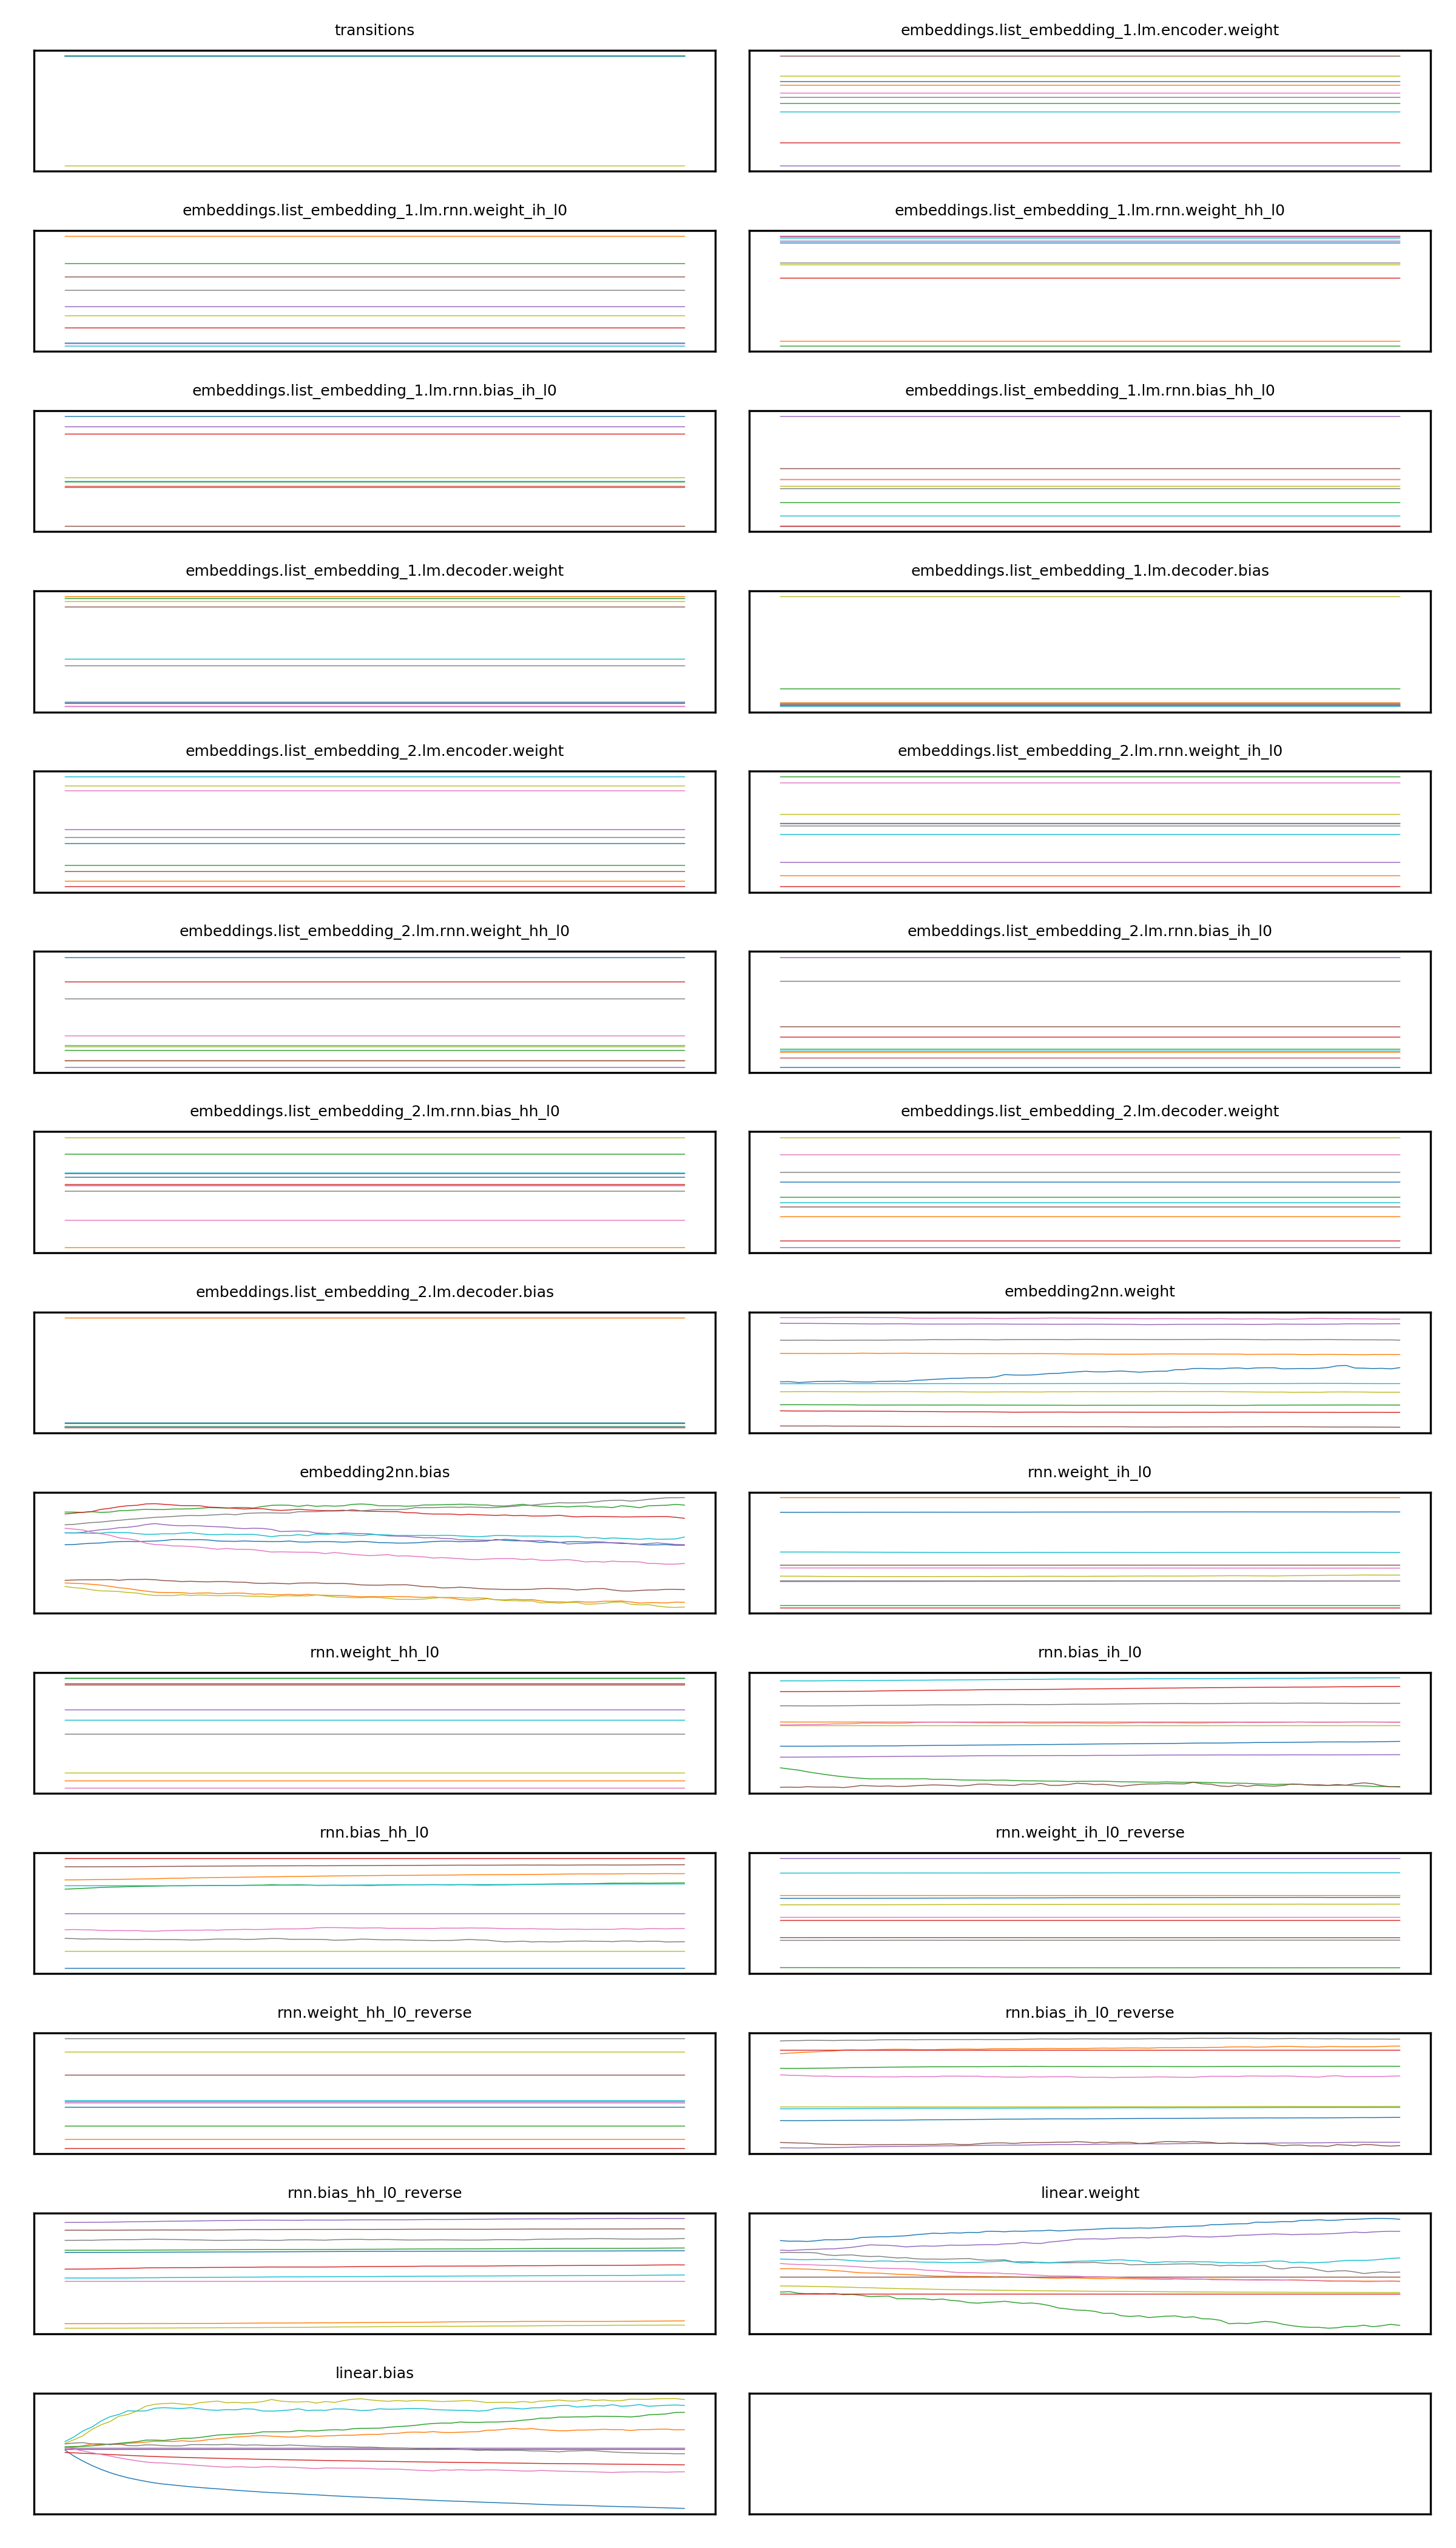 transitions
embeddings.list_embedding_1.lm.encoder.weight
embeddings.list_embedding_1.lm.rnn.weight_ih_l0
embeddings.list_embedding_1.lm.rnn.weight_hh_l0
embeddings.list_embedding_1.lm.rnn.bias_ih_l0
embeddings.list_embedding_1.lm.rnn.bias_hh_l0
embeddings.list_embedding_1.lm.decoder.weight
embeddings.list_embedding_1.lm.decoder.bias
embeddings.list_embedding_2.lm.encoder.weight
embeddings.list_embedding_2.lm.rnn.weight_ih_l0
embeddings.list_embedding_2.lm.rnn.weight_hh_l0
embeddings.list_embedding_2.lm.rnn.bias_ih_l0
embeddings.list_embedding_2.lm.rnn.bias_hh_l0
embeddings.list_embedding_2.lm.decoder.weight
embeddings.list_embedding_2.lm.decoder.bias
embedding2nn.weight
embedding2nn.bias
rnn.weight_ih_l0
rnn.weight_hh_l0
rnn.bias_ih_l0
rnn.bias_hh_l0
rnn.weight_ih_l0_reverse
rnn.weight_hh_l0_reverse
rnn.bias_ih_l0_reverse
rnn.bias_hh_l0_reverse
linear.weight
linear.bias